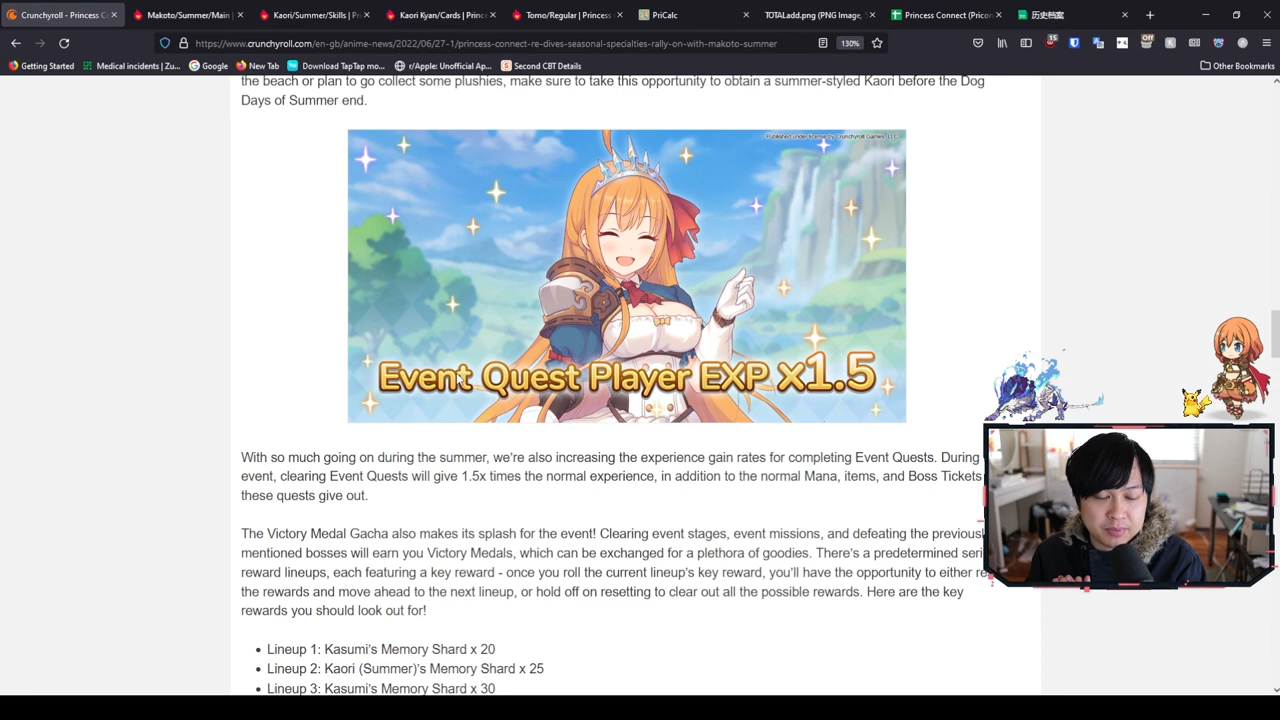 Crunchyroll - Princess Co
Makoto/Summer/Main |
Kaori/Summer/Skills | Pr
Kaori Kyan/Cards | Prince
Tomo/Regular | Princess
PriCalc
TOTALadd.png (PNG Image,
Princess Connect (Pricon
历史档案
https://www.crunchyroll.com/en-gb/anime-news/2022/06/27-1/princess-connect-re-dives-seasonal-specialties-rally-on-with-makoto-summer
130%
15
Off
Getting Started
Medical incidents | Zu...
Google
New Tab
Download TapTap mo...
r/Apple: Unofficial Ap...
Second CBT Details
Other Bookmarks
the beach or plan to go collect some plushies, make sure to take this opportunity to obtain a summer-styled Kaori before the Dog
Days of Summer end.
Published under license by Crunchyroll Games, LLC.
Event Quest Player EXP x1.5
With so much going on during the summer, we're also increasing the experience gain rates for completing Event Quests. During
event, clearing Event Quests will give 1.5x times the normal experience, in addition to the normal Mana, items, and Boss Tickets
these quests give out.
The Victory Medal Gacha also makes its splash for the event! Clearing event stages, event missions, and defeating the previousl
mentioned bosses will earn you Victory Medals, which can be exchanged for a plethora of goodies. There's a predetermined seri
reward lineups, each featuring a key reward - once you roll the current lineup's key reward, you'll have the opportunity to either re
the rewards and move ahead to the next lineup, or hold off on resetting to clear out all the possible rewards. Here are the key
rewards you should look out for!
• Lineup 1: Kasumi's Memory Shard x 20
• Lineup 2: Kaori (Summer)'s Memory Shard x 25
• Lineup 3: Kasumi's Memory Shard x 30